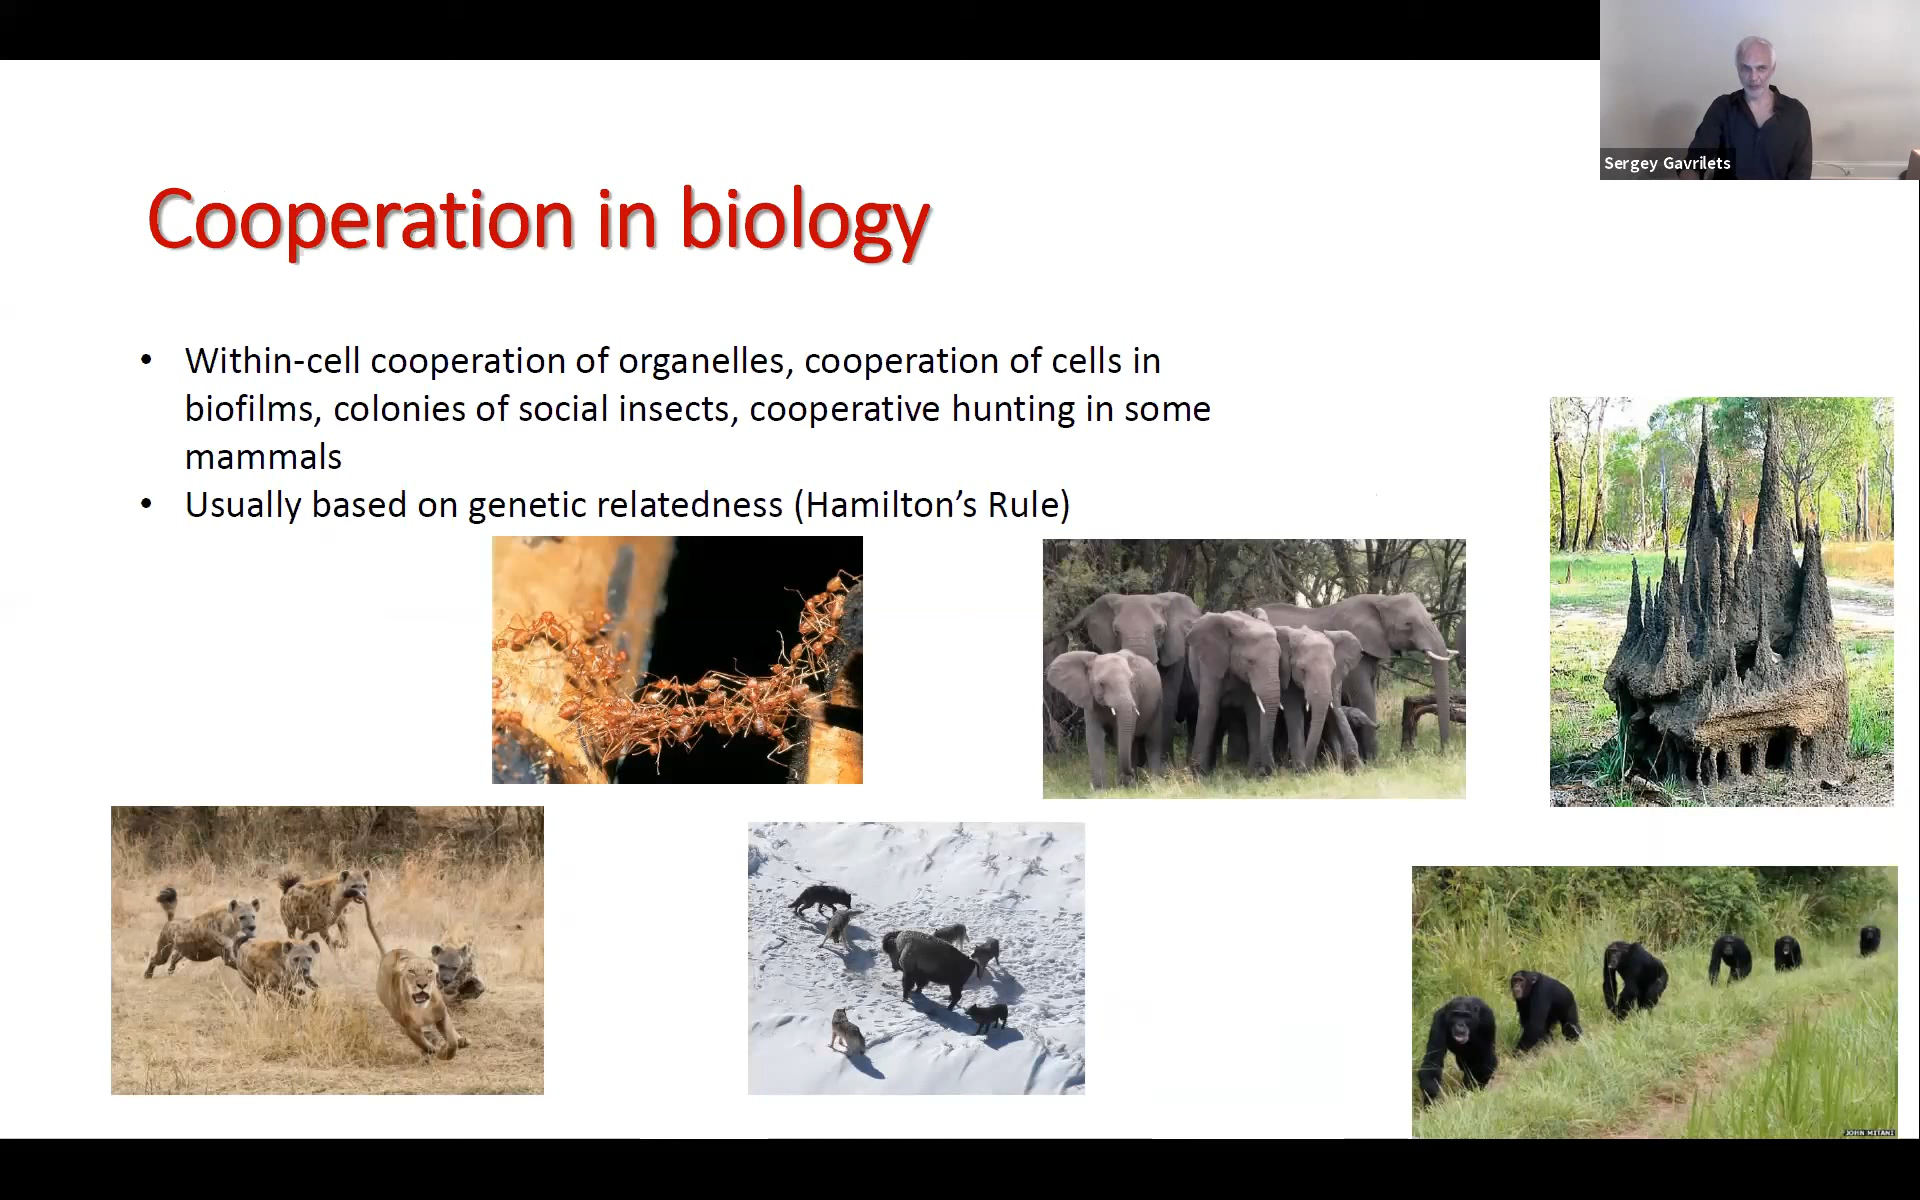 Sergey Gavrilets
Cooperation in biology
• Within-cell cooperation of organelles, cooperation of cells in
biofilms, colonies of social insects, cooperative hunting in some
mammals
• Usually based on genetic relatedness (Hamilton’s Rule)
JOHN MITANI